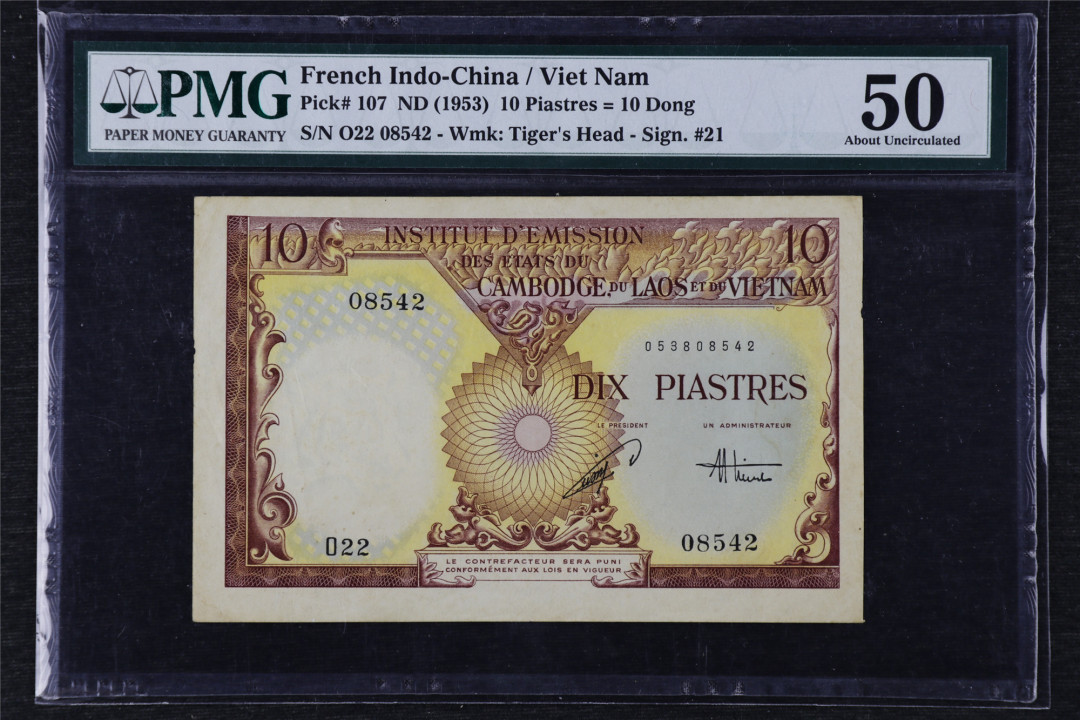 PMG
PAPER MONEY GUARANTY
French Indo-China / Viet Nam
Pick# 107 ND (1953) 10 Piastres = 10 Dong
S/N O22 08542 - Wmk: Tiger's Head - Sign. #21
50
About Uncirculated
10
INSTITUT D'EMISSION
10
DES ETATS DU
CAMBODGE, DU LAOS ET DU VIETNAM
08542
053808542
DIX PIASTRES
LE PRESIDENT
UN ADMINISTRATEUR
O22
08542
LE CONTREFACTEUR SERA PUNI
CONFORMÉMENT AUX LOIS EN VIGUEUR